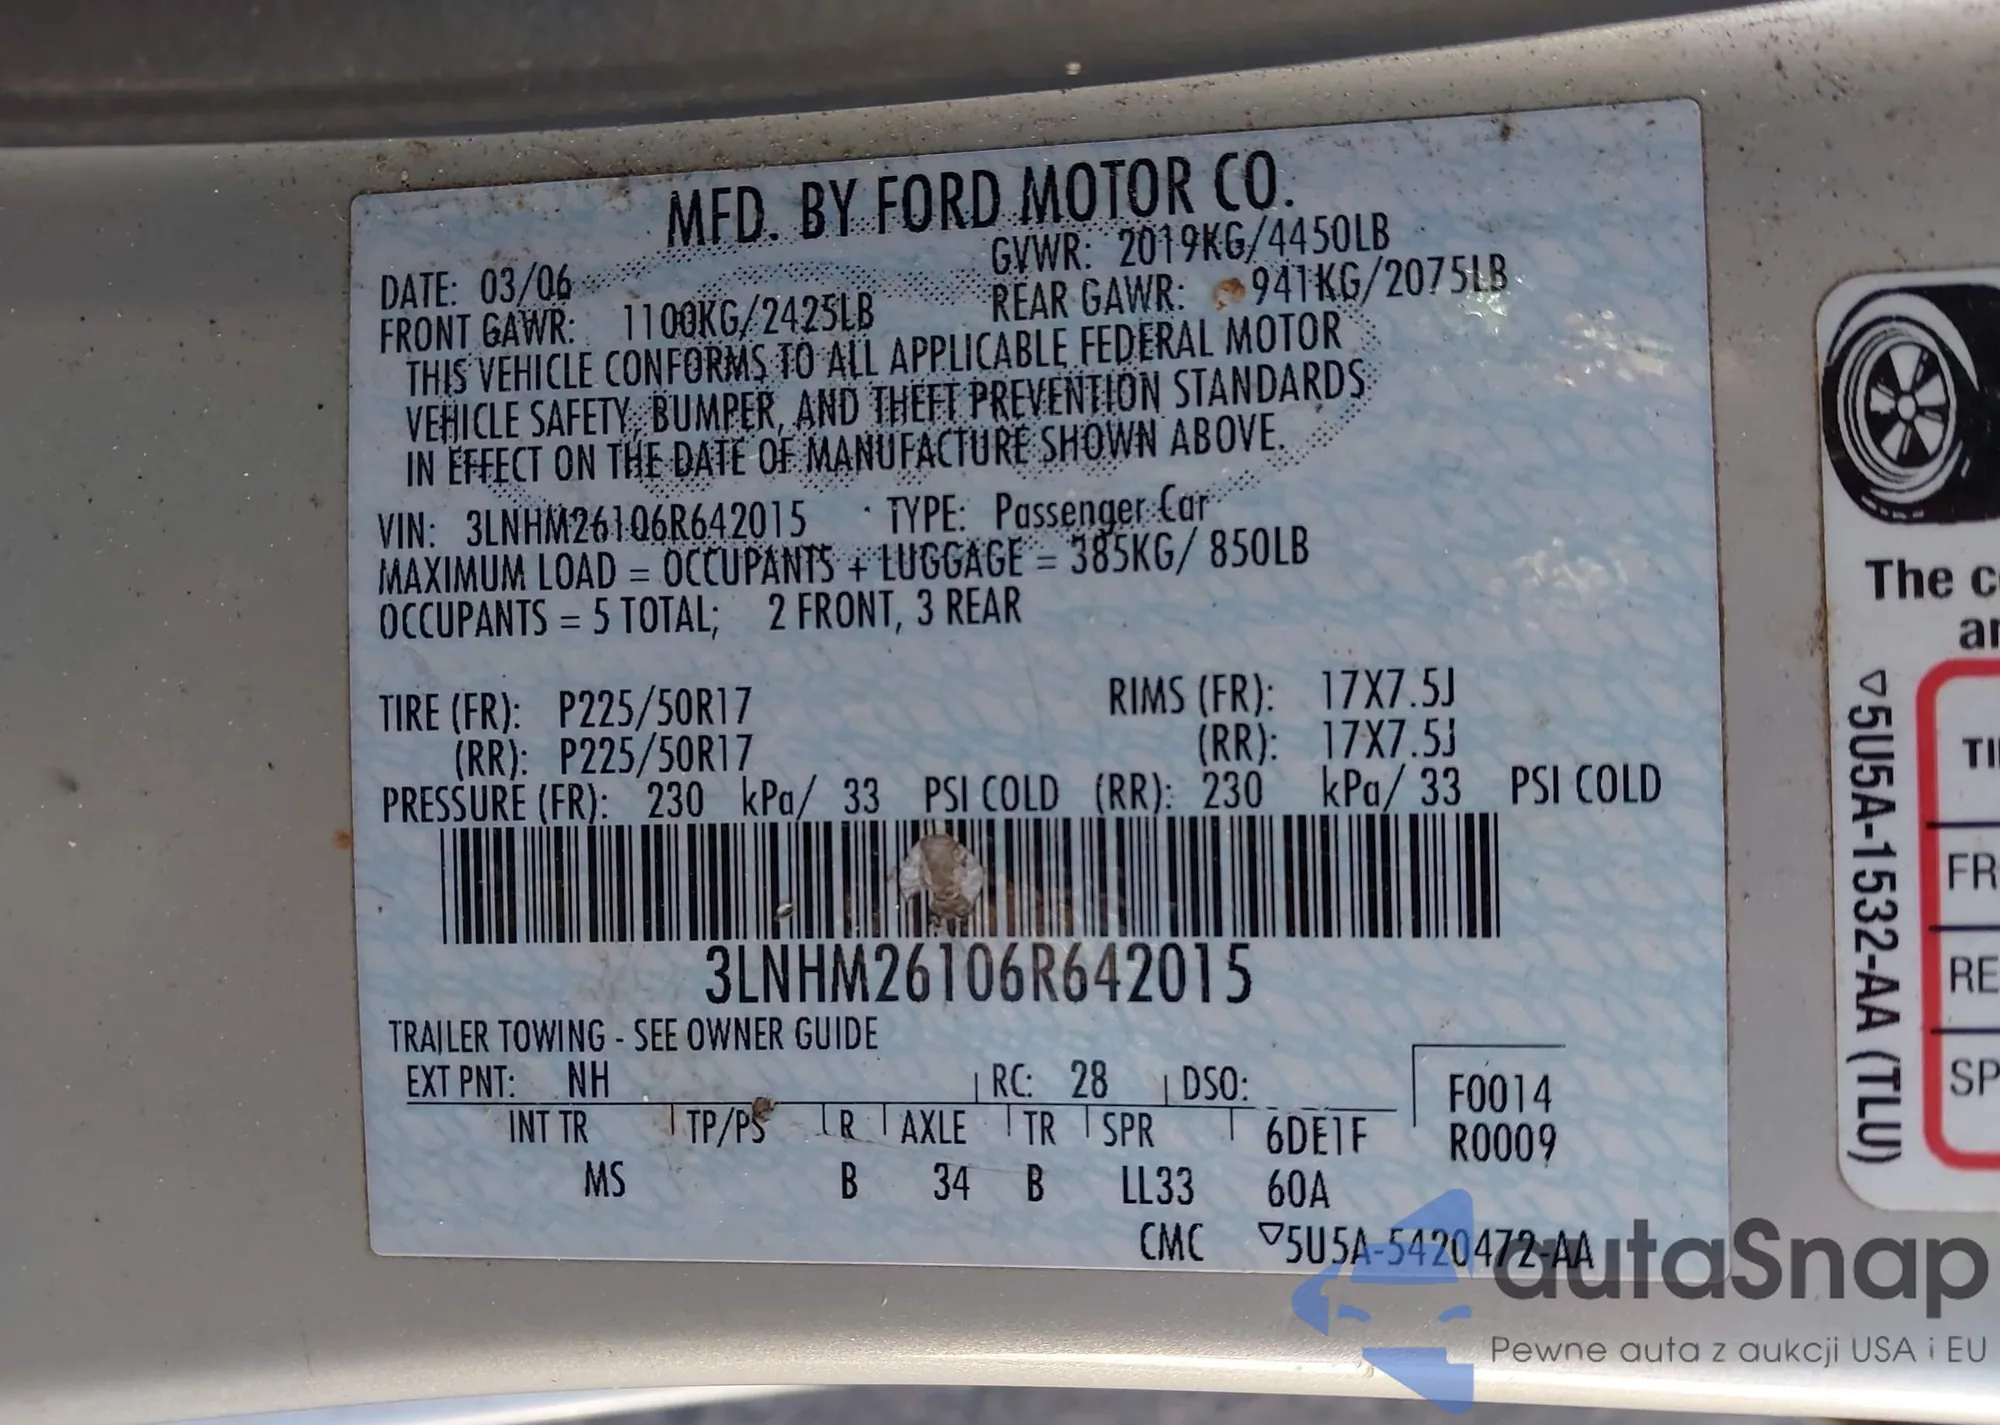 MFD. BY FORD MOTOR CO.
DATE: 03/06 GVWR: 2019KG/4450LB
FRONT GAWR: 1100KG/2425LB REAR GAWR: 941KG/2075LB
THIS VEHICLE CONFORMS TO ALL APPLICABLE FEDERAL MOTOR
VEHICLE SAFETY, BUMPER, AND THEFT PREVENTION STANDARDS
IN EFFECT ON THE DATE OF MANUFACTURE SHOWN ABOVE.
VIN: 3LNHM26106R642015 TYPE: Passenger Car
MAXIMUM LOAD = OCCUPANTS + LUGGAGE = 385KG/ 850LB
OCCUPANTS = 5 TOTAL; 2 FRONT, 3 REAR
TIRE (FR): P225/50R17 RIMS (FR): 17X7.5J
(RR): P225/50R17 (RR): 17X7.5J
PRESSURE (FR): 230 kPa/ 33 PSI COLD (RR): 230 kPa/ 33 PSI COLD
3LNHM26106R642015
TRAILER TOWING - SEE OWNER GUIDE
EXT PNT: NH RC: 28 DSO: F0014
INT TR TP/PS R AXLE TR SPR 6DE1F R0009
MS B 34 B LL33 60A
CMC ▽5U5A-5420472-AA
The c
an
▽5U5A-1532-AA (TLU)
TI
FR
RE
SP
autaSnap
Pewne auta z aukcji USA i EU